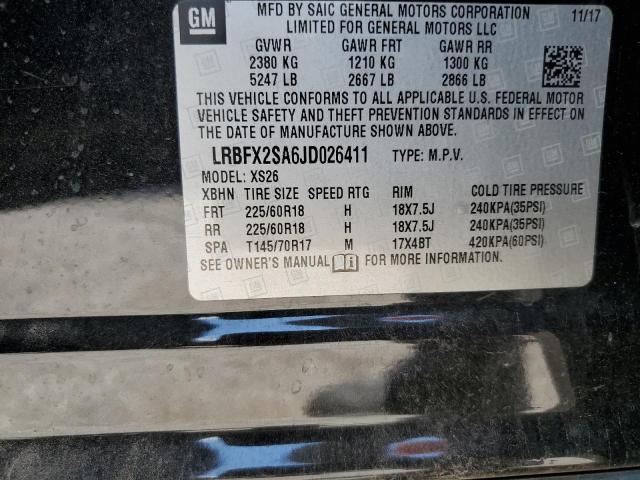 GM
MFD BY SAIC GENERAL MOTORS CORPORATION 11/17
LIMITED FOR GENERAL MOTORS LLC
GVWR GAWR FRT GAWR RR
2380 KG 1210 KG 1300 KG
5247 LB 2667 LB 2866 LB
THIS VEHICLE CONFORMS TO ALL APPLICABLE U.S. FEDERAL MOTOR
VEHICLE SAFETY AND THEFT PREVENTION STANDARDS IN EFFECT ON
DATE OF MANUFACTURE SHOWN ABOVE.
LRBFX2SA6JD026411 TYPE: M.P.V.
MODEL: XS26
XBHN TIRE SIZE SPEED RTG RIM COLD TIRE PRESSURE
FRT 225/60R18 H 18X7.5J 240KPA(35PSI)
RR 225/60R18 H 18X7.5J 240KPA(35PSI)
SPA T145/70R17 M 17X4BT 420KPA(60PSI)
SEE OWNER'S MANUAL FOR MORE INFORMATION.